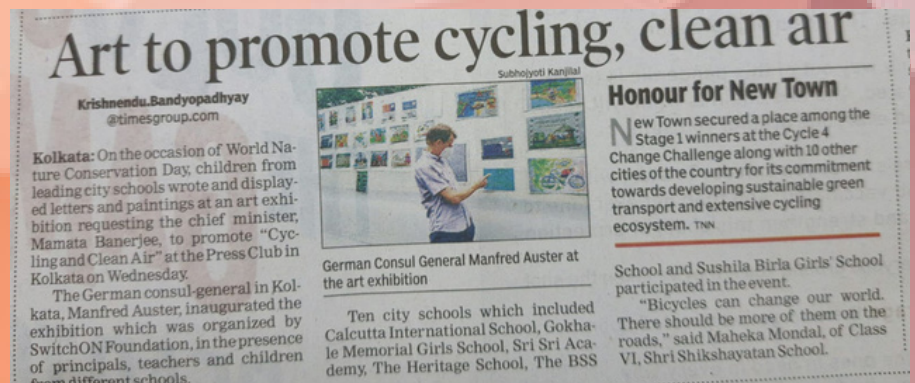 Art to promote cycling, clean air
Krishnendu.Bandyopadhyay
@timesgroup.com
Kolkata: On the occasion of World Na-
ture Conservation Day, children from
leading city schools wrote and display-
ed letters and paintings at an art exhi-
bition requesting the chief minister,
Mamata Banerjee, to promote “Cyc-
ling and Clean Air” at the Press Club in
Kolkata on Wednesday.
The German consul-general in Kol-
kata, Manfred Auster, inaugurated the
exhibition which was organized by
SwitchON Foundation, in the presence
of principals, teachers and children
from different schools.
Subhojyoti Kanjilal
German Consul General Manfred Auster at
the art exhibition
Ten city schools which included
Calcutta International School, Gokha-
le Memorial Girls School, Sri Sri Aca-
demy, The Heritage School, The BSS
Honour for New Town
New Town secured a place among the
Stage 1 winners at the Cycle 4
Change Challenge along with 10 other
cities of the country for its commitment
towards developing sustainable green
transport and extensive cycling
ecosystem. TNN
School and Sushila Birla Girls' School
participated in the event.
“Bicycles can change our world.
There should be more of them on the
roads,” said Maheka Mondal, of Class
VI, Shri Shikshayatan School.